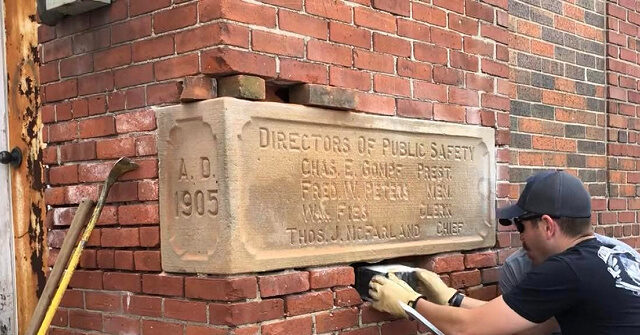 A. D.
1905
DIRECTORS OF PUBLIC SAFETY
CHAS. E. GOMPF PREST.
FRED. W. PETERS MEM.
WM. FIES CLERK
THOS. J. MCFARLAND CHIEF